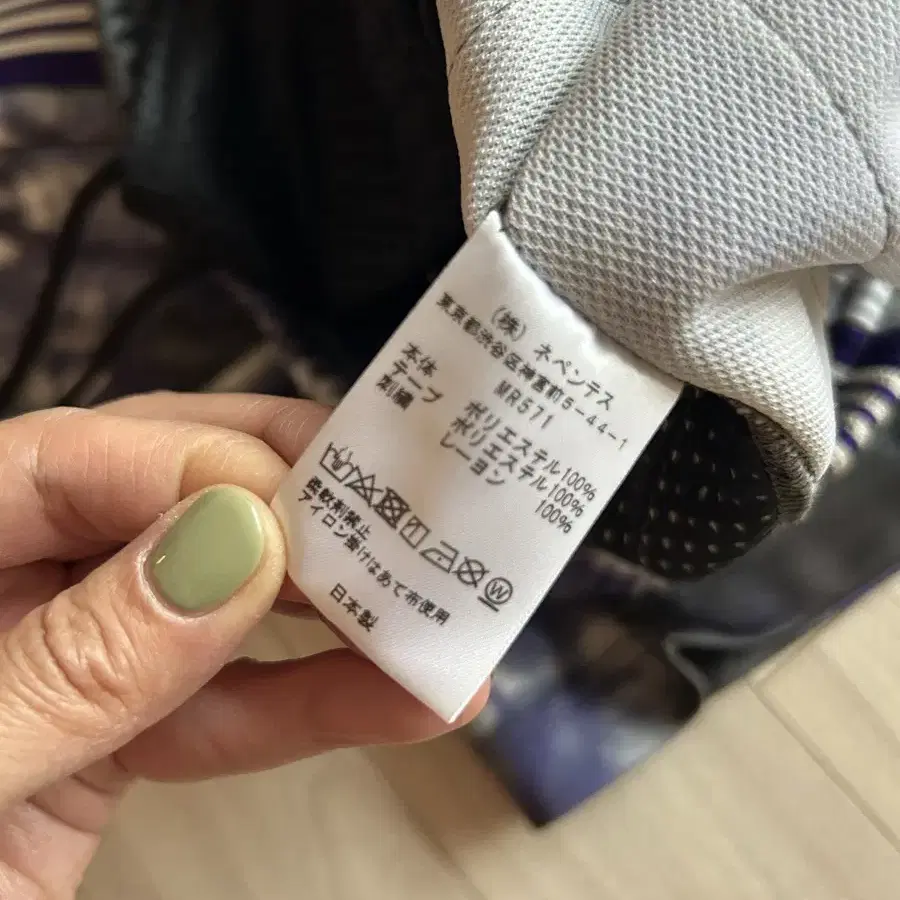 (株) ネペンテス
東京都渋谷区神宮前5-44-1
MR571
本体 ポリエステル100%
テープ ポリエステル100%
刺繍 レーヨン 100%
W
柔軟剤禁止
アイロン掛けはあて布使用
日本製